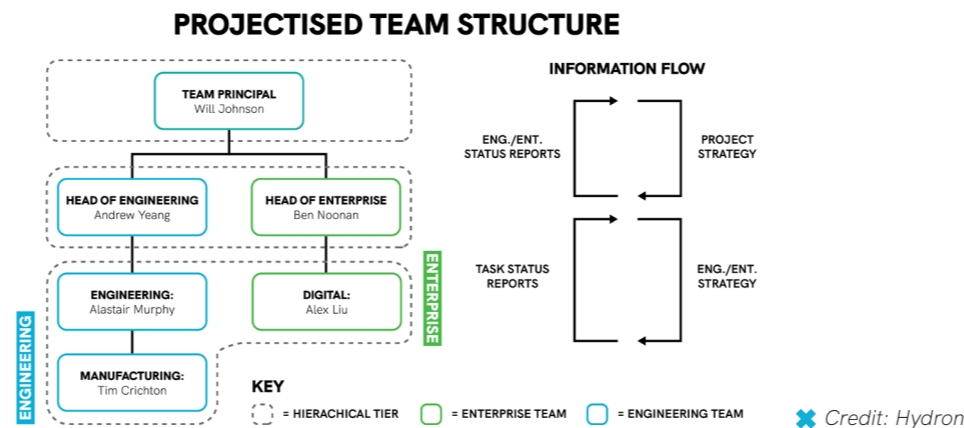 PROJECTISED TEAM STRUCTURE
TEAM PRINCIPAL
Will Johnson
HEAD OF ENGINEERING
Andrew Yeang
HEAD OF ENTERPRISE
Ben Noonan
ENGINEERING:
Alastair Murphy
DIGITAL:
Alex Liu
MANUFACTURING:
Tim Crichton
ENGINEERING
ENTERPRISE
INFORMATION FLOW
ENG./ENT.
STATUS REPORTS
PROJECT
STRATEGY
TASK STATUS
REPORTS
ENG./ENT.
STRATEGY
KEY
= HIERACHICAL TIER
= ENTERPRISE TEAM
= ENGINEERING TEAM
Credit: Hydron